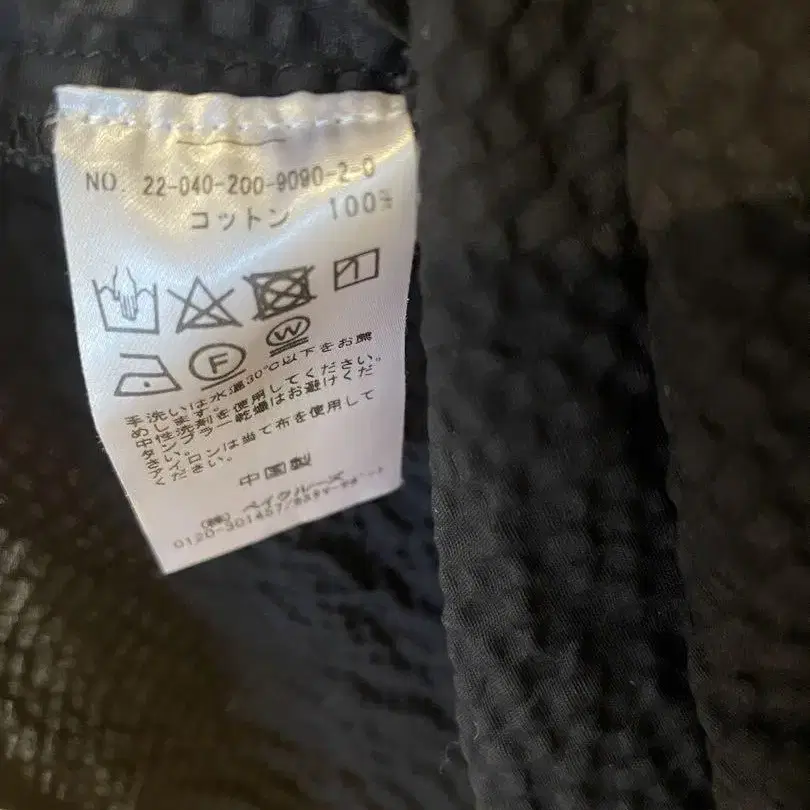 NO. 22-040-200-9090-2-0
コットン 100%
F
W
手洗いは水温30℃以下をお薦
めします。
中性洗剤を使用してください。
タンブラー乾燥はお避けくだ
さい。
アイロンは当て布を使用して
ください。
中国製
(株) ベイクルーズ
0120-301457/